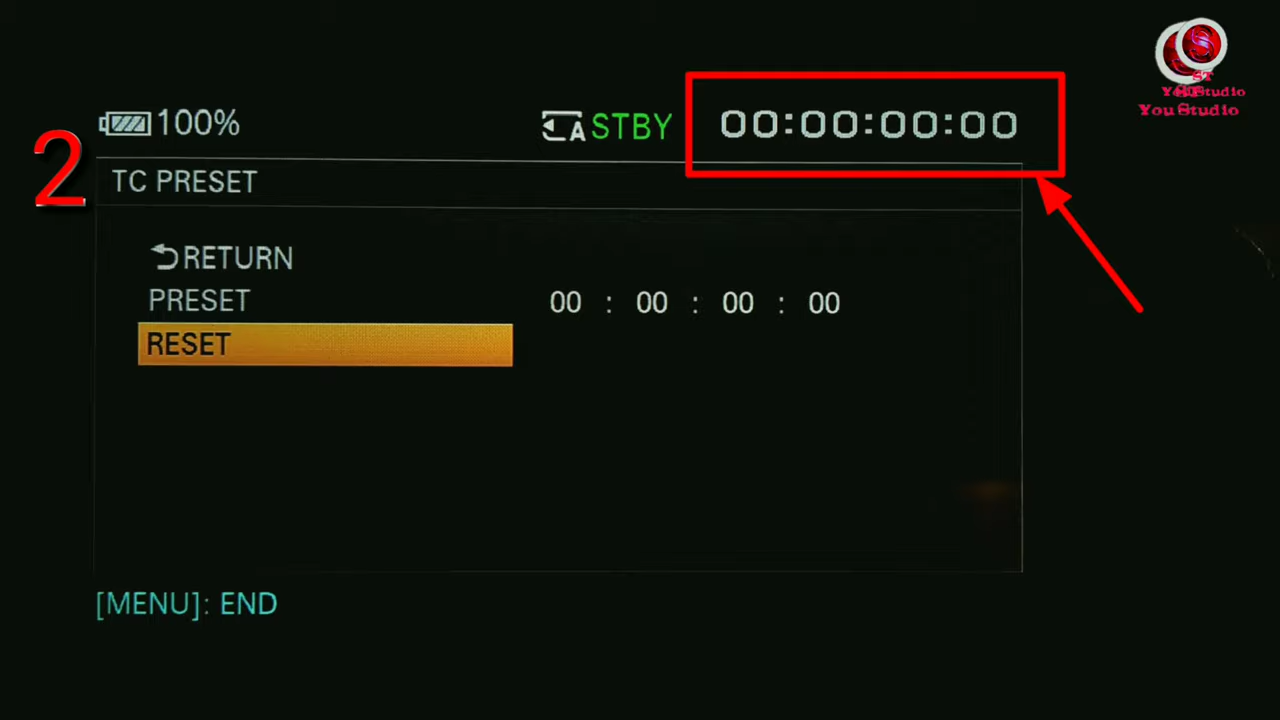 100%
STBY 00:00:00:00
2
TC PRESET
RETURN
PRESET 00 : 00 : 00 : 00
RESET
[MENU]: END
ST
You Studio